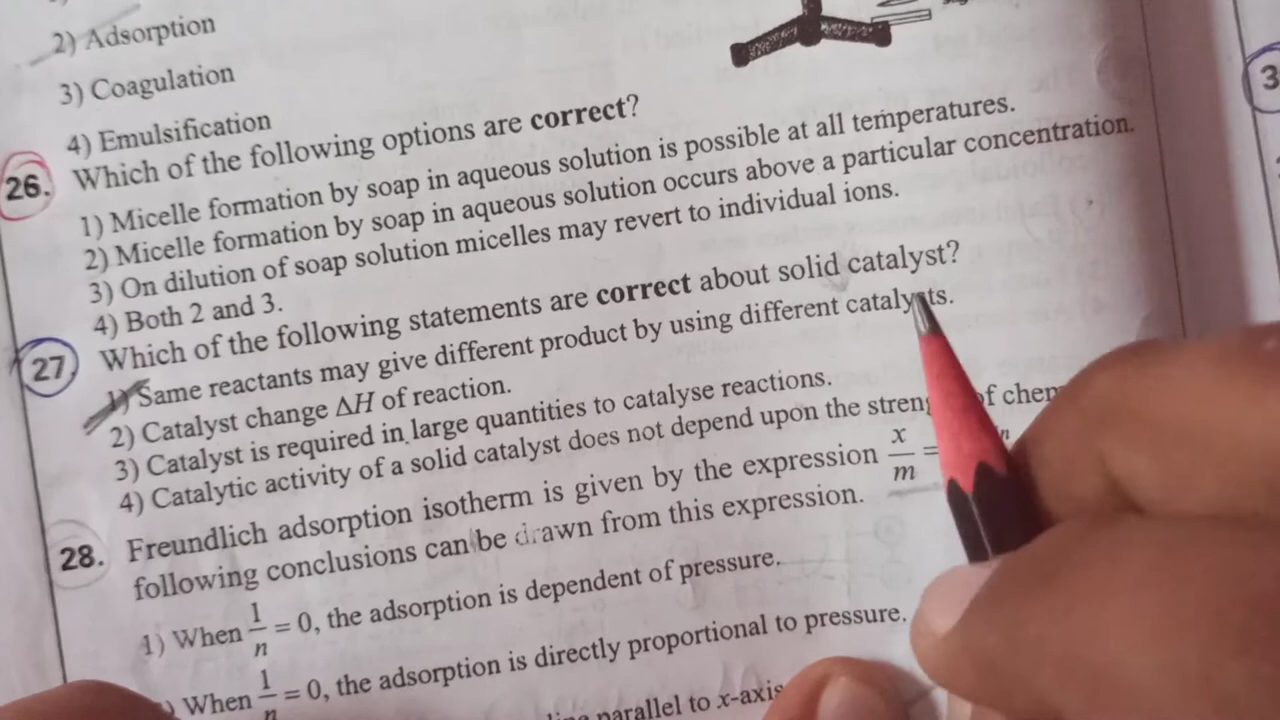 2) Adsorption
3) Coagulation
4) Emulsification
26. Which of the following options are correct?
1) Micelle formation by soap in aqueous solution is possible at all temperatures.
2) Micelle formation by soap in aqueous solution occurs above a particular concentration.
3) On dilution of soap solution micelles may revert to individual ions.
4) Both 2 and 3.
27. Which of the following statements are correct about solid catalyst?
1) Same reactants may give different product by using different catalysts.
2) Catalyst change ΔH of reaction.
3) Catalyst is required in large quantities to catalyse reactions.
4) Catalytic activity of a solid catalyst does not depend upon the of
28. Freundlich adsorption isotherm is given by the expression x/m =
following conclusions can be drawn from this expression.
1) When 1/n = 0, the adsorption is dependent of pressure.
) When 1/n = 0, the adsorption is directly proportional to pressure.
parallel to x-axis
3